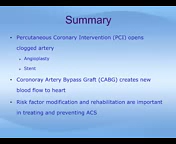 Summary
• Percutaneous Coronary Intervention (PCI) opens
clogged artery
• Angioplasty
• Stent
• Coronoray Artery Bypass Graft (CABG) creates new
blood flow to heart
• Risk factor modification and rehabilitation are important
in treating and preventing ACS